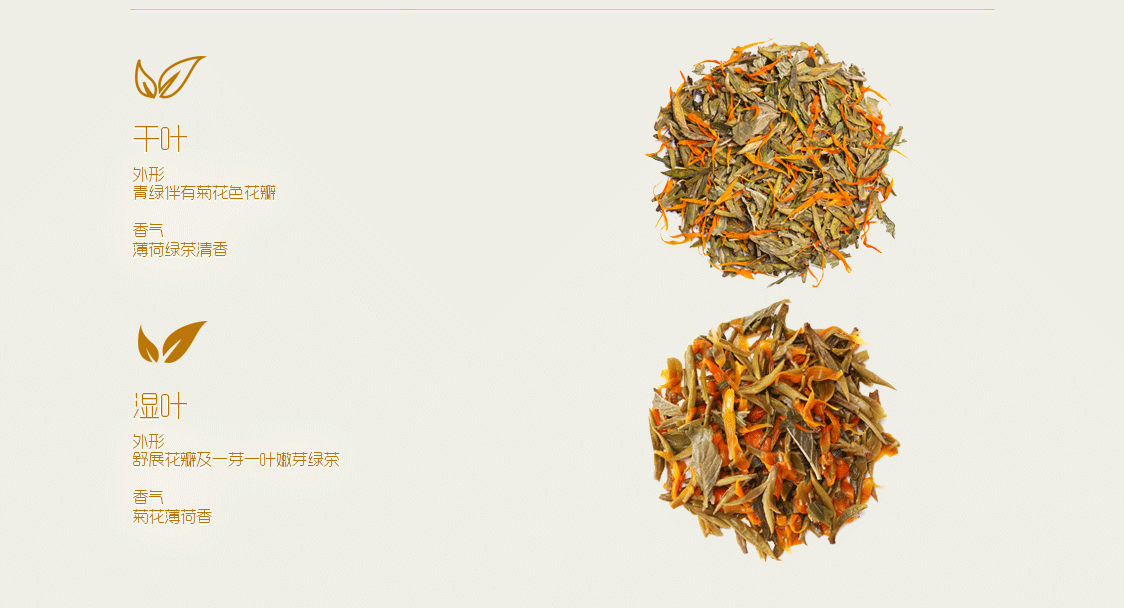 干叶
外形
青绿伴有菊花色花瓣
香气
薄荷绿茶清香
湿叶
外形
舒展花瓣及一芽一叶嫩芽绿茶
香气
菊花薄荷香